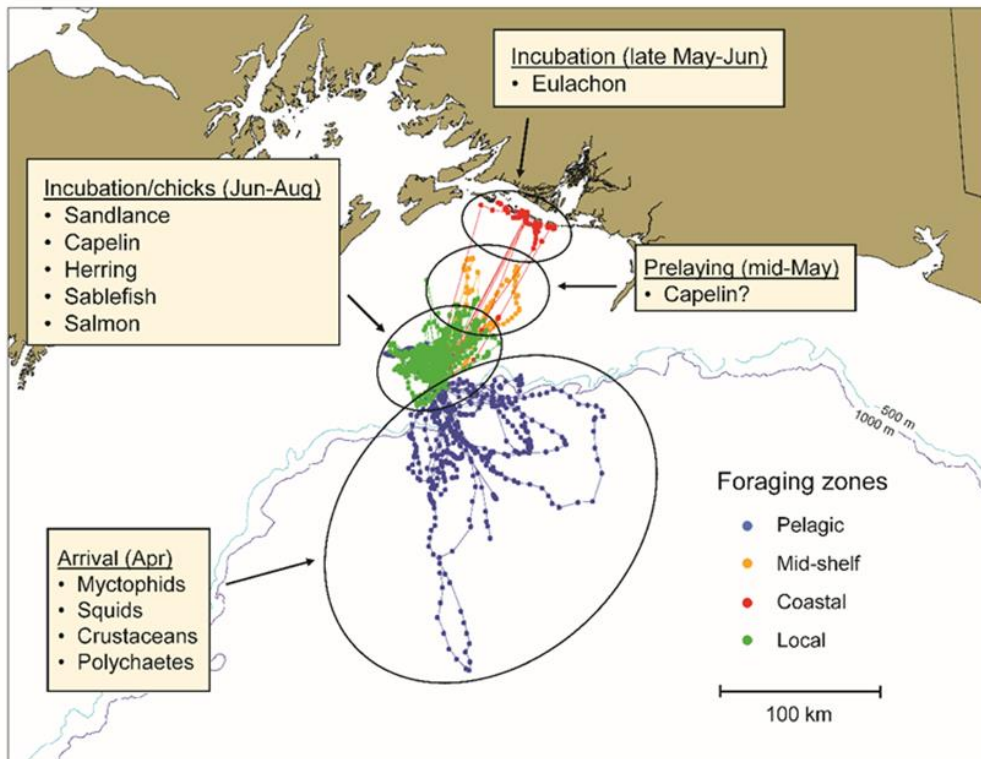 Incubation (late May-Jun)
• Eulachon
Incubation/chicks (Jun-Aug)
• Sandlance
• Capelin
• Herring
• Sablefish
• Salmon
Prelaying (mid-May)
• Capelin?
500 m
1000 m
Arrival (Apr)
• Myctophids
• Squids
• Crustaceans
• Polychaetes
Foraging zones
Pelagic
Mid-shelf
Coastal
Local
100 km